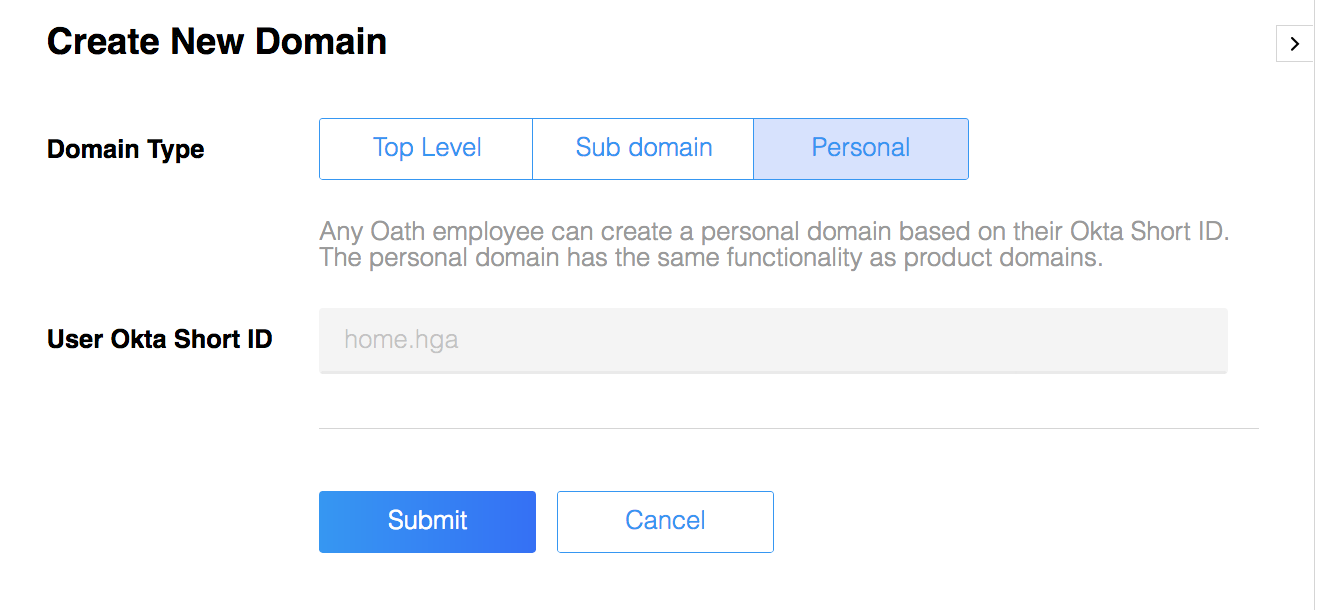 Create New Domain
Domain Type
Top Level
Sub domain
Personal
Any Oath employee can create a personal domain based on their Okta Short ID.
The personal domain has the same functionality as product domains.
User Okta Short ID
home.hga
Submit
Cancel